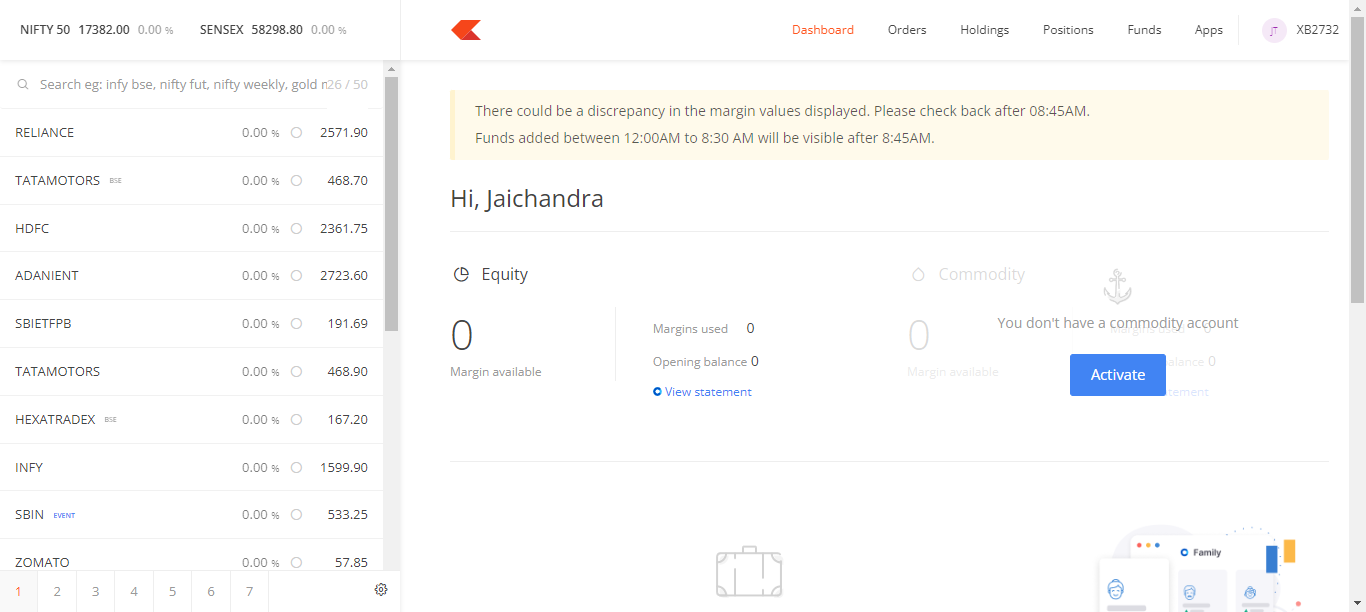 NIFTY 50 17382.00 0.00 % SENSEX 58298.80 0.00 %
Dashboard Orders Holdings Positions Funds Apps JT XB2732
Search eg: infy bse, nifty fut, nifty weekly, gold m 26 / 50
RELIANCE 0.00 % 2571.90
TATAMOTORS BSE 0.00 % 468.70
HDFC 0.00 % 2361.75
ADANIENT 0.00 % 2723.60
SBIETFPB 0.00 % 191.69
TATAMOTORS 0.00 % 468.90
HEXATRADEX BSE 0.00 % 167.20
INFY 0.00 % 1599.90
SBIN EVENT 0.00 % 533.25
ZOMATO 0.00 % 57.85
1 2 3 4 5 6 7
There could be a discrepancy in the margin values displayed. Please check back after 08:45AM.
Funds added between 12:00AM to 8:30 AM will be visible after 8:45AM.
Hi, Jaichandra
Equity
0
Margin available
Margins used 0
Opening balance 0
View statement
Commodity
0
Margin available
Margins used 0
alance 0
tement
You don't have a commodity account
Activate
Family